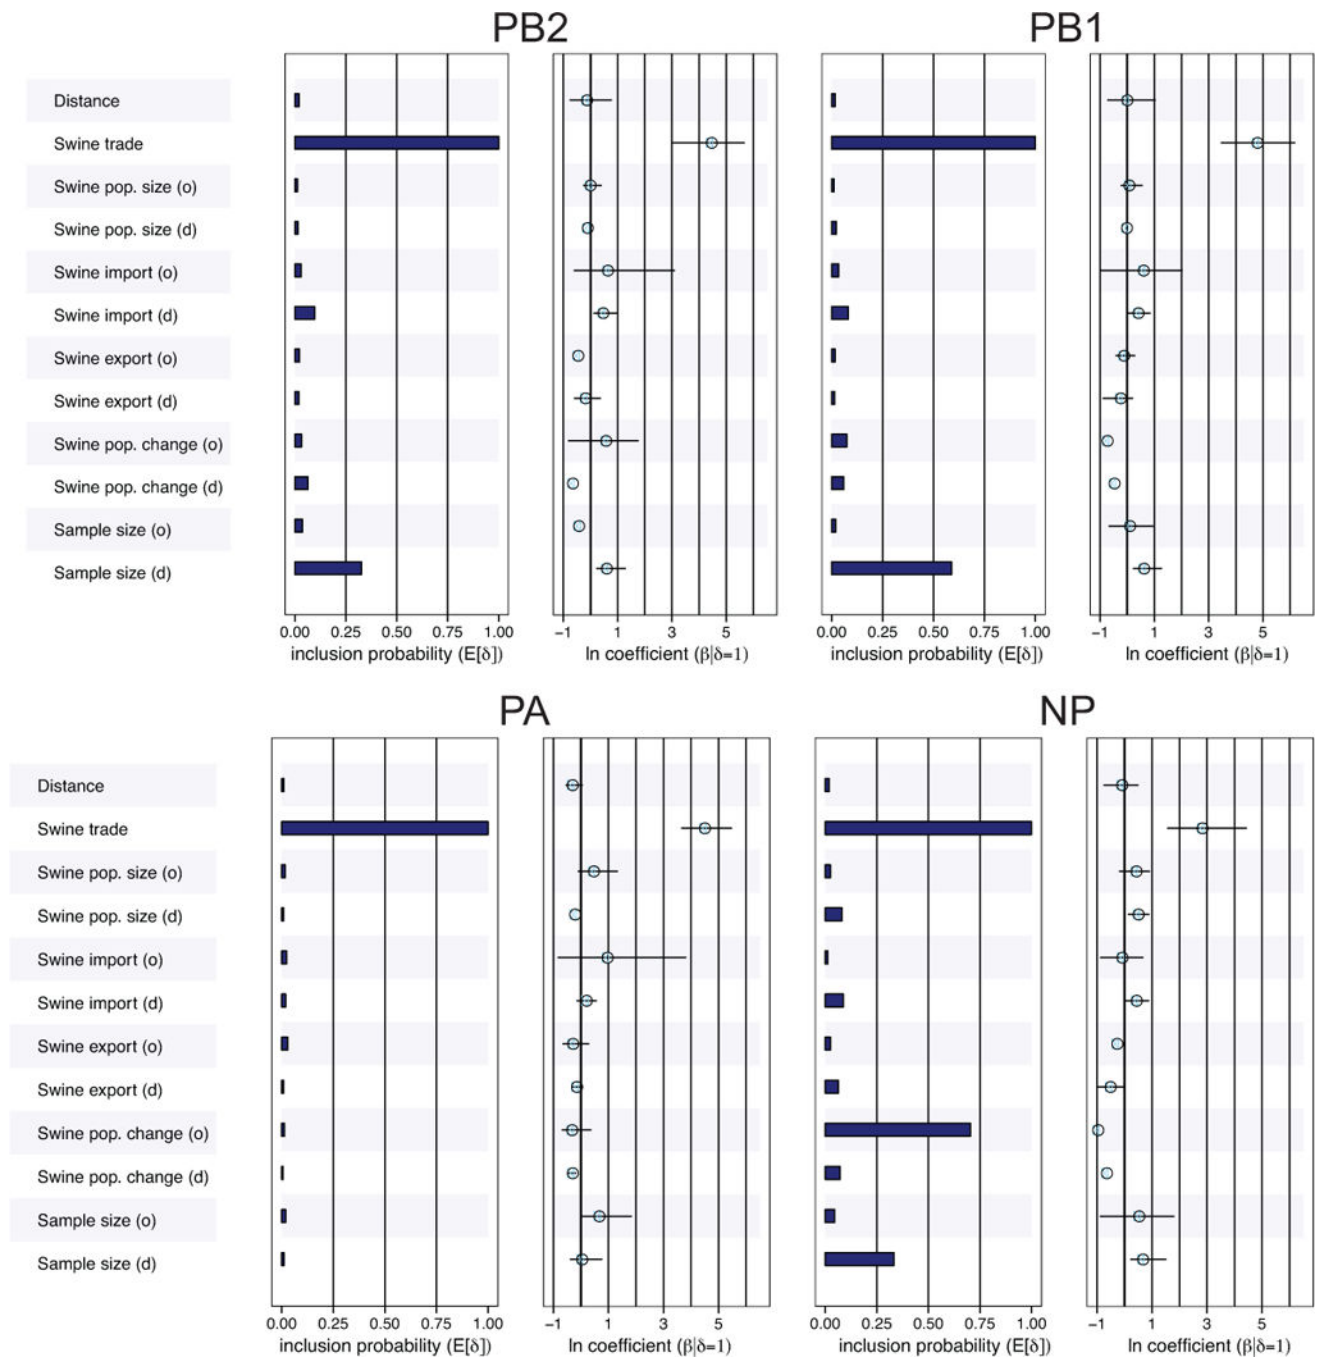 PB2 PB1
Distance
Swine trade
Swine pop. size (o)
Swine pop. size (d)
Swine import (o)
Swine import (d)
Swine export (o)
Swine export (d)
Swine pop. change (o)
Swine pop. change (d)
Sample size (o)
Sample size (d)
0.00 0.25 0.50 0.75 1.00 −1 1 3 5 0.00 0.25 0.50 0.75 1.00 −1 1 5
inclusion probability (E[δ]) ln coefficient (β|δ=1) inclusion probability (E[δ]) ln coefficient (β|δ=1)
PA NP
Distance
Swine trade
Swine pop. size (o)
Swine pop. size (d)
Swine import (o)
Swine import (d)
Swine export (o)
Swine export (d)
Swine pop. change (o)
Swine pop. change (d)
Sample size (o)
Sample size (d)
0.00 0.25 0.50 0.75 1.00 −1 1 3 5 0.00 0.25 0.50 0.75 1.00 −1 1 3 5
inclusion probability (E[δ]) ln coefficient (β|δ=1) inclusion probability (E[δ]) ln coefficient (β|δ=1)